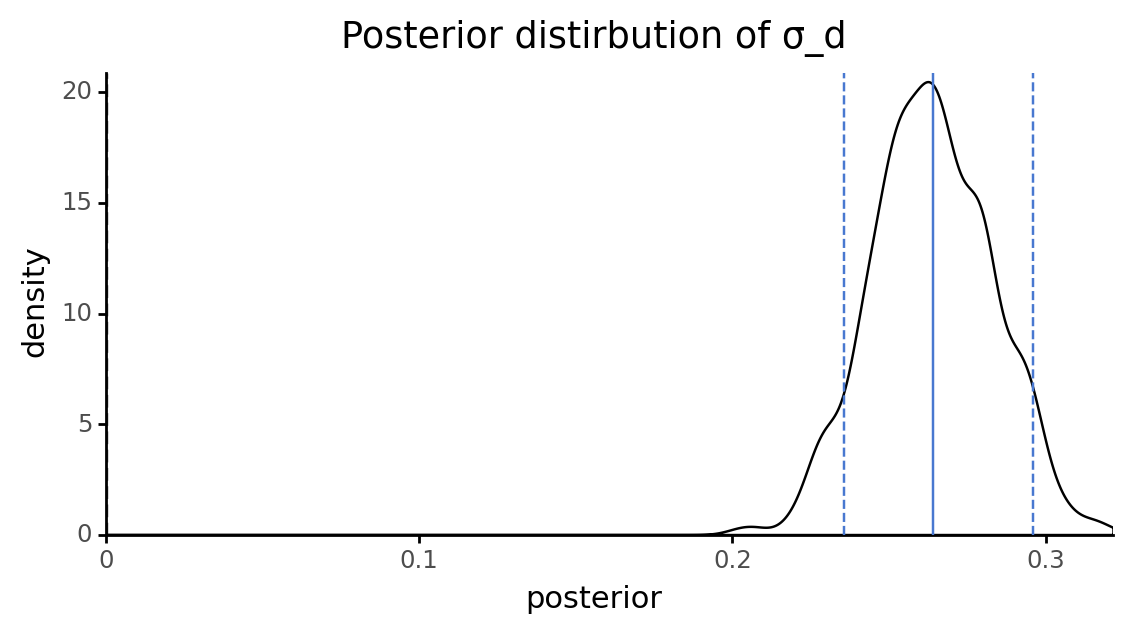 Posterior distirbution of σ_d
20
15
10
5
0
density
0 0.1 0.2 0.3
posterior